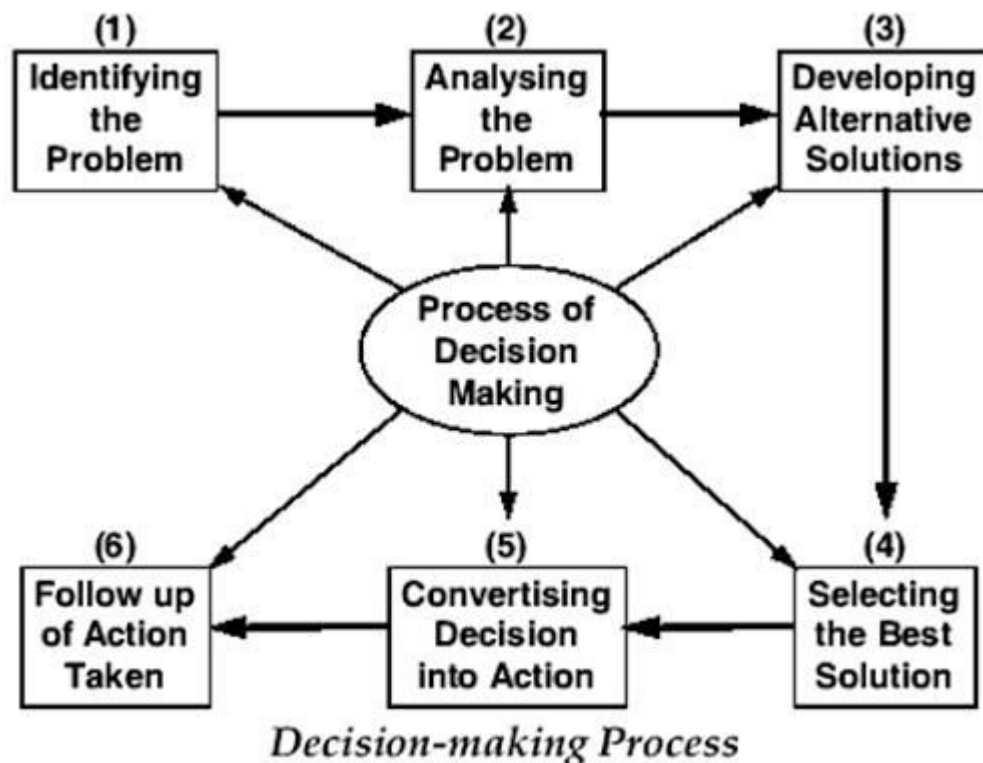 (1)
Identifying
the
Problem
(2)
Analysing
the
Problem
(3)
Developing
Alternative
Solutions
Process of
Decision
Making
(6)
Follow up
of Action
Taken
(5)
Convertising
Decision
into Action
(4)
Selecting
the Best
Solution
Decision-making Process